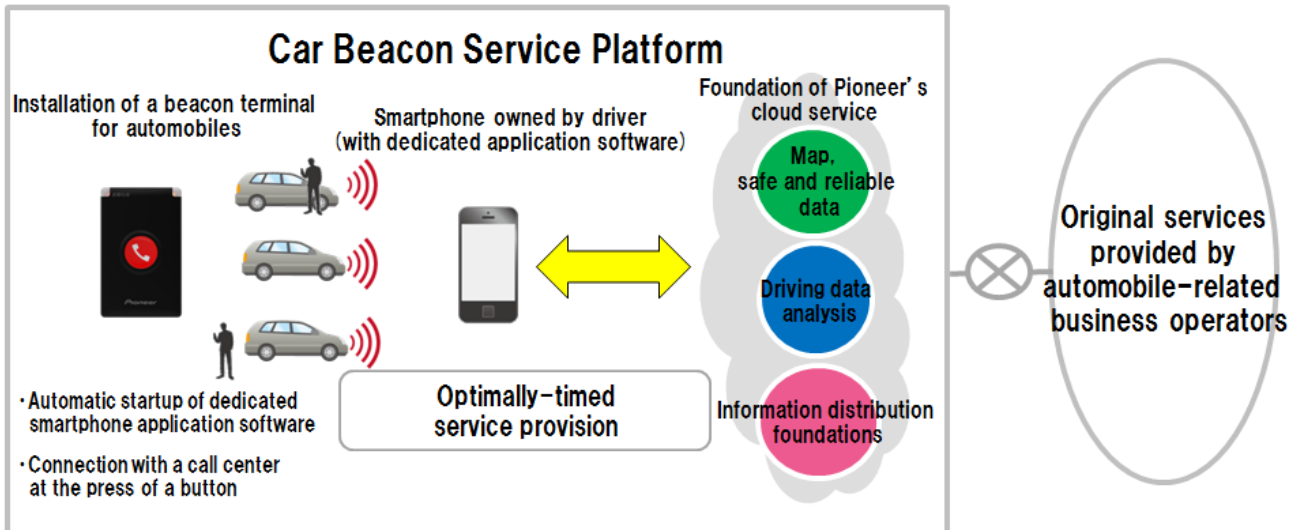 Car Beacon Service Platform
Installation of a beacon terminal
for automobiles
Smartphone owned by driver
(with dedicated application software)
Foundation of Pioneer's
cloud service
Pioneer
Map,
safe and reliable
data
Driving data
analysis
Information distribution
foundations
Optimally-timed
service provision
・Automatic startup of dedicated
smartphone application software
・Connection with a call center
at the press of a button
Original services
provided by
automobile-related
business operators